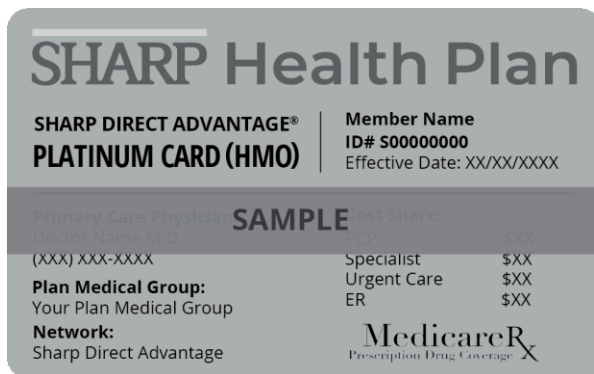 SHARP Health Plan
SHARP DIRECT ADVANTAGE®
PLATINUM CARD (HMO)
Member Name
ID# S00000000
Effective Date: XX/XX/XXXX
SAMPLE
Primary Care Physician
Doctor Name M.D.
(XXX) XXX-XXXX
Plan Medical Group:
Your Plan Medical Group
Network:
Sharp Direct Advantage
Cost Share:
PCP $XX
Specialist $XX
Urgent Care $XX
ER $XX
MedicareRx
Prescription Drug Coverage